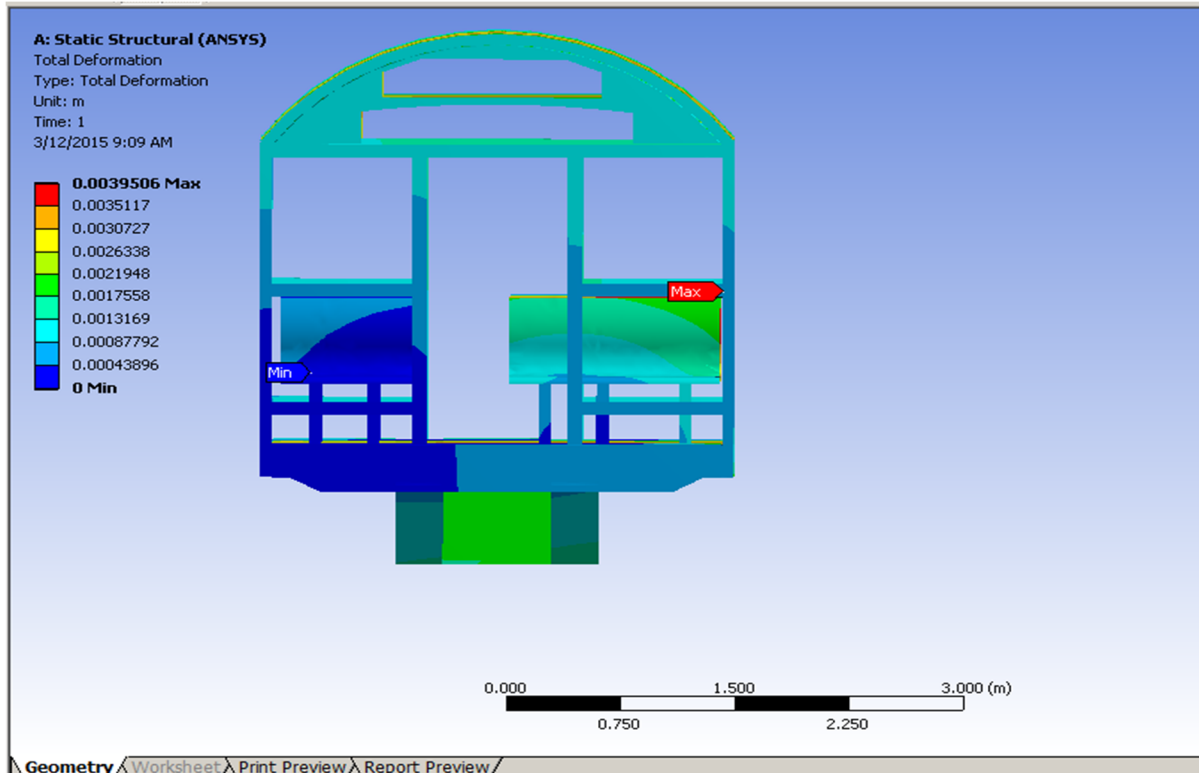 A: Static Structural (ANSYS)
Total Deformation
Type: Total Deformation
Unit: m
Time: 1
3/12/2015 9:09 AM
0.0039506 Max
0.0035117
0.0030727
0.0026338
0.0021948
0.0017558
0.0013169
0.00087792
0.00043896
0 Min
Max
Min
0.000 1.500 3.000 (m)
0.750 2.250
Geometry Worksheet Print Preview Report Preview